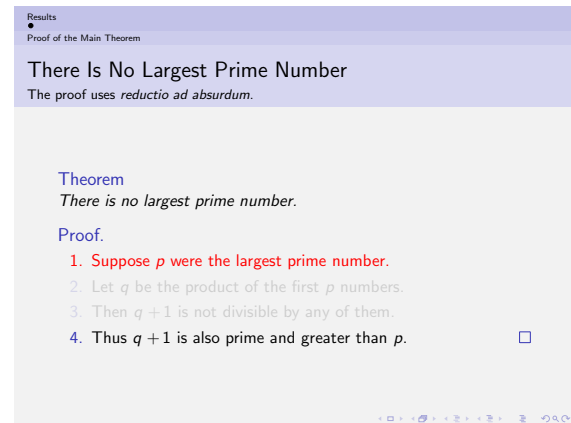 Results
Proof of the Main Theorem
There Is No Largest Prime Number
The proof uses reductio ad absurdum.
Theorem
There is no largest prime number.
Proof.
1. Suppose p were the largest prime number.
2. Let q be the product of the first p numbers.
3. Then q + 1 is not divisible by any of them.
4. Thus q + 1 is also prime and greater than p.